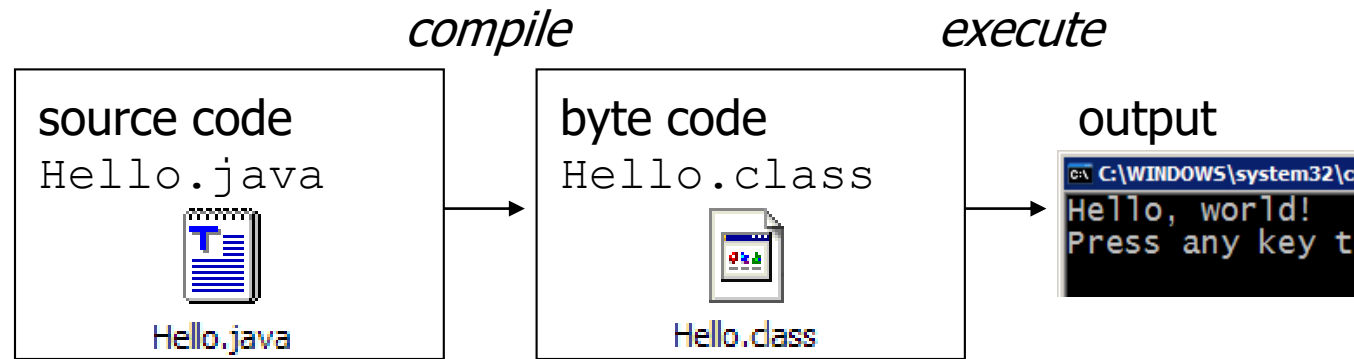 compile
execute
source code
Hello.java
Hello.java
byte code
Hello.class
Hello.class
output
C:\WINDOWS\system32\c
Hello, world!
Press any key t